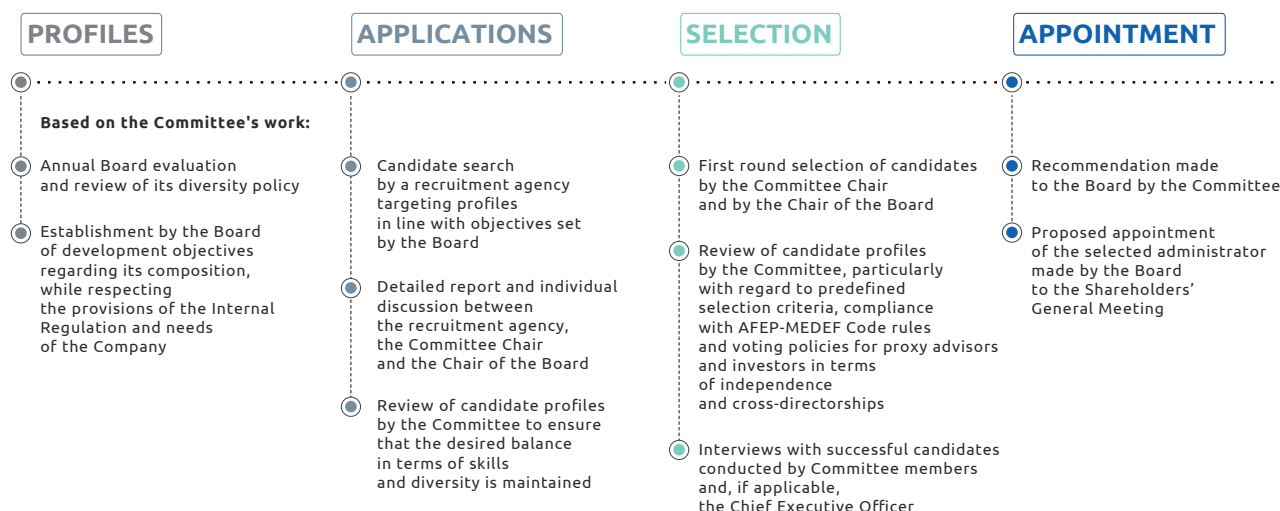 PROFILES
Based on the Committee's work:
Annual Board evaluation
and review of its diversity policy
Establishment by the Board
of development objectives
regarding its composition,
while respecting
the provisions of the Internal
Regulation and needs
of the Company
APPLICATIONS
Candidate search
by a recruitment agency
targeting profiles
in line with objectives set
by the Board
Detailed report and individual
discussion between
the recruitment agency,
the Committee Chair
and the Chair of the Board
Review of candidate profiles
by the Committee to ensure
that the desired balance
in terms of skills
and diversity is maintained
SELECTION
First round selection of candidates
by the Committee Chair
and by the Chair of the Board
Review of candidate profiles
by the Committee, particularly
with regard to predefined
selection criteria, compliance
with AFEP-MEDEF Code rules
and voting policies for proxy advisors
and investors in terms
of independence
and cross-directorships
Interviews with successful candidates
conducted by Committee members
and, if applicable,
the Chief Executive Officer
APPOINTMENT
Recommendation made
to the Board by the Committee
Proposed appointment
of the selected administrator
made by the Board
to the Shareholders’
General Meeting